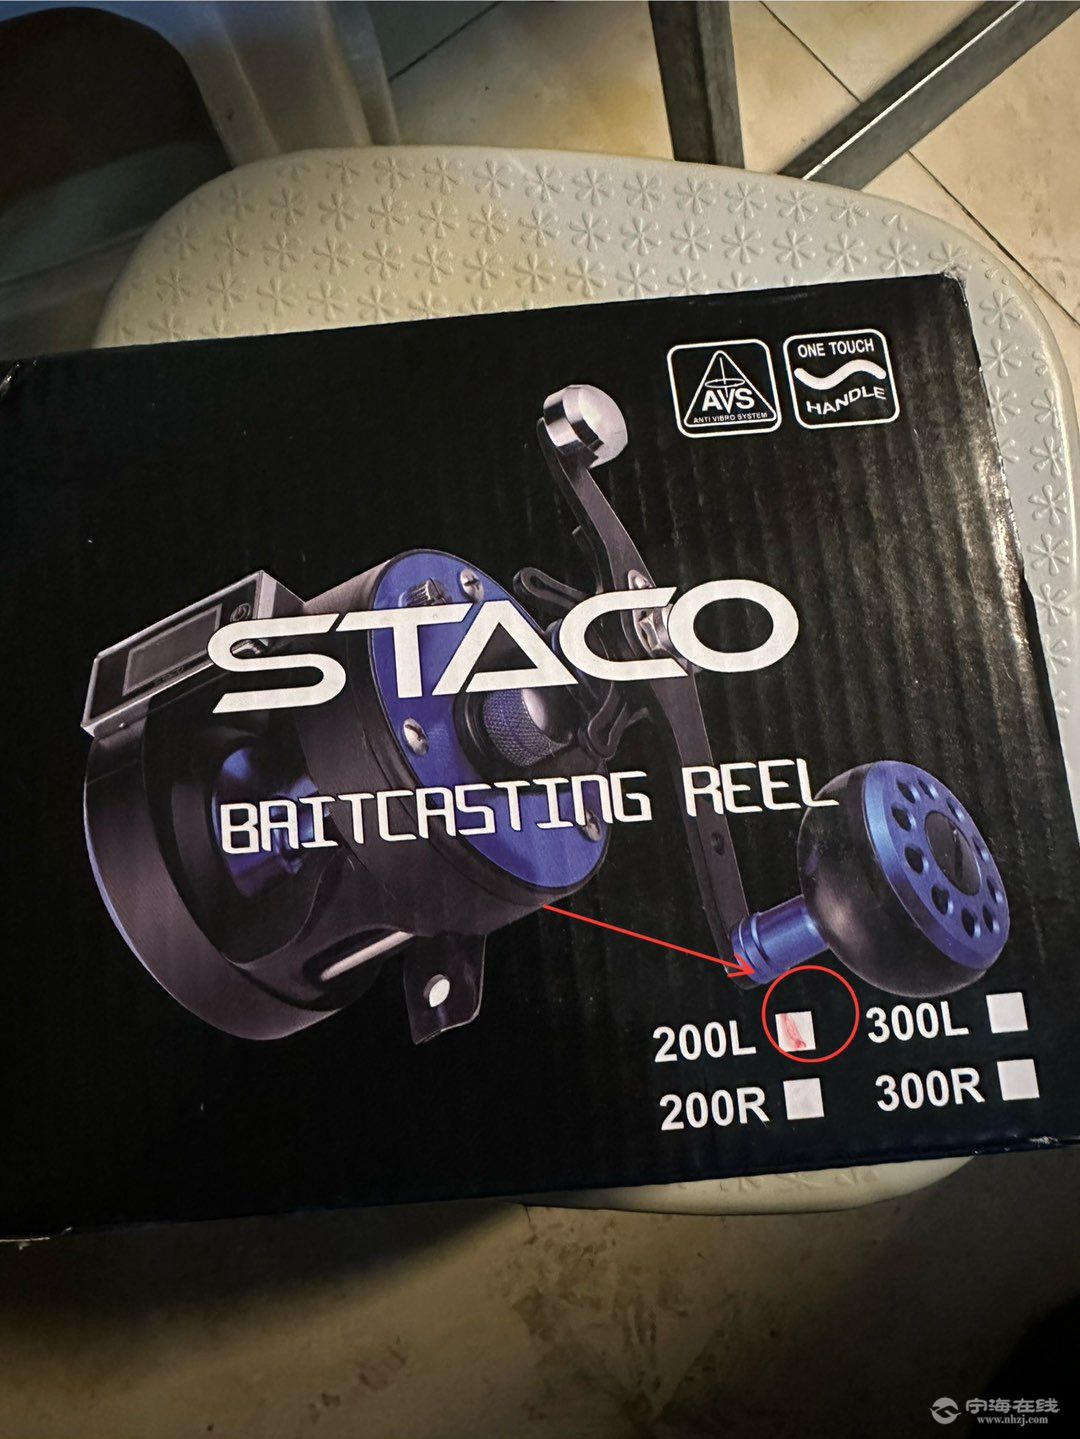 AVS
ANTI VIBRO SYSTEM
ONE TOUCH
HANDLE
STACO
BAITCASTING REEL
200L
300L
200R
300R
宁海在线
www.nhzj.com